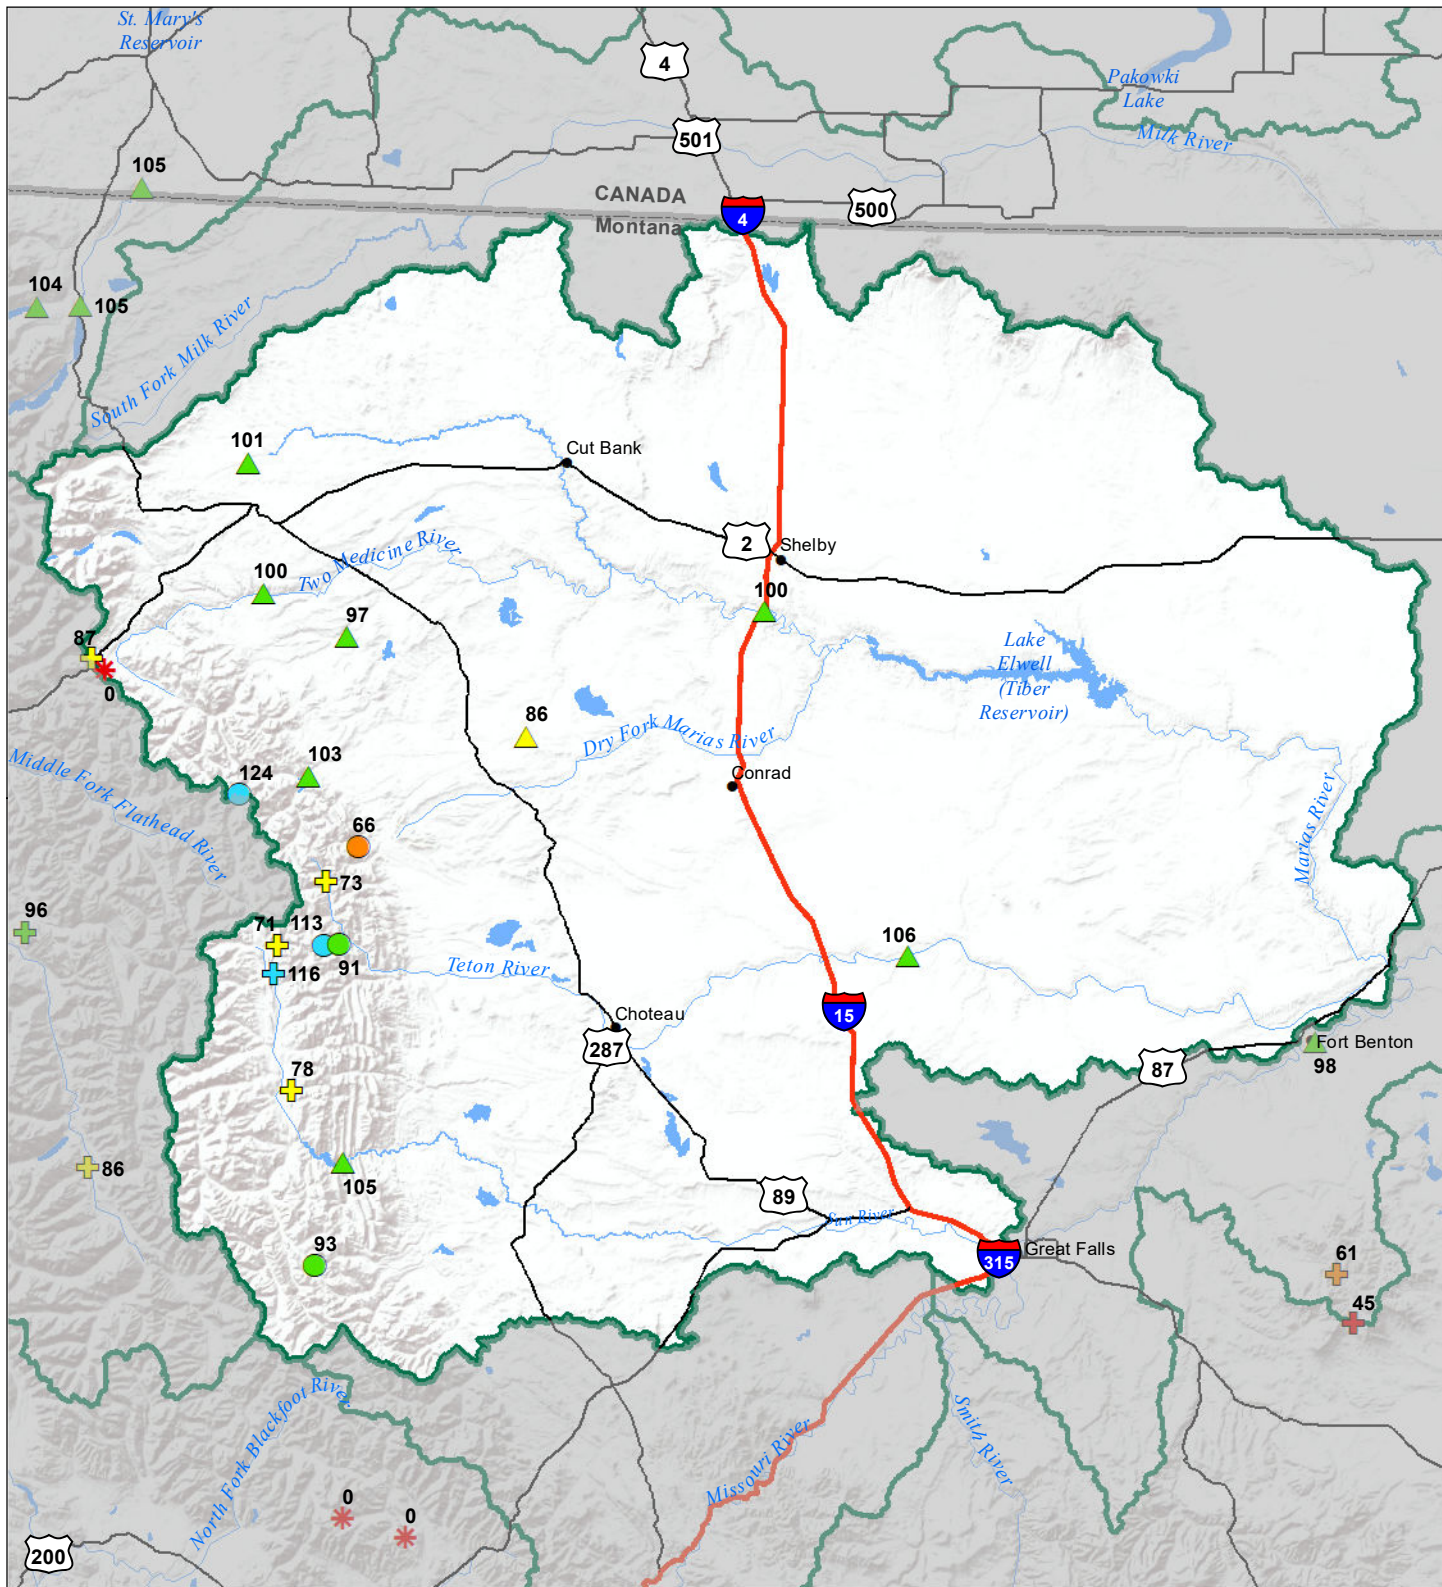 St. Mary's
Reservoir
4
Pakowki
Lake
501
Milk River
105
CANADA
4
500
Montana
104
105
South Fork Milk River
101
Cut Bank
2
Shelby
Two Medicine River
100
100
97
87
Lake
Elwell
(Tiber
Reservoir)
0
86
Dry Fork Marias River
103
124
Conrad
Middle Fork Flathead River
66
Marias River
73
96
71
113
106
91
116
Teton River
15
Choteau
287
Fort Benton
98
87
78
86
105
89
Sun River
93
Great Falls
315
61
45
North Fork Blackfoot River
Missouri River
Smith River
0
0
200